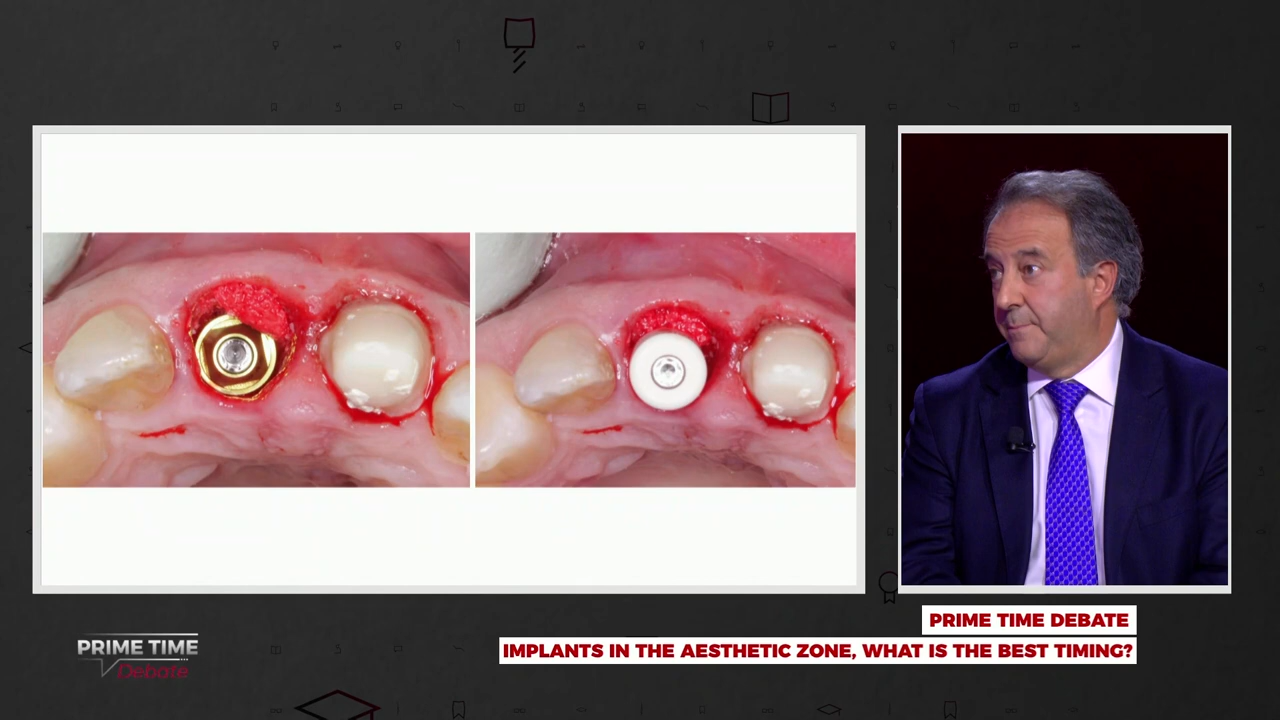 PRIME TIME
Debate
PRIME TIME DEBATE
IMPLANTS IN THE AESTHETIC ZONE, WHAT IS THE BEST TIMING?